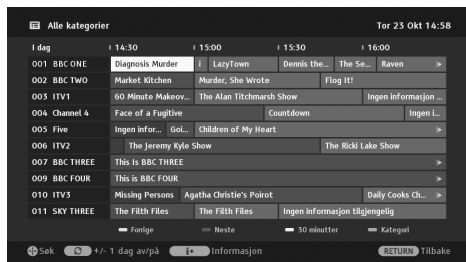 Alle kategorier Tor 23 Okt 14:58
I dag 14:30 15:00 15:30 16:00
001 BBC ONE Diagnosis Murder i LazyTown Dennis the... The Se... Raven
002 BBC TWO Market Kitchen Murder, She Wrote Flog It!
003 ITV1 60 Minute Makeov... The Alan Titchmarsh Show Ingen informasjon ...
004 Channel 4 Face of a Fugitive Countdown Ingen i...
005 Five Ingen infor... Goi... Children of My Heart
006 ITV2 The Jeremy Kyle Show The Ricki Lake Show
007 BBC THREE This Is BBC THREE
009 BBC FOUR This is BBC FOUR
010 ITV3 Missing Persons Agatha Christie's Poirot Daily Cooks Ch...
011 SKY THREE The Filth Files The Filth Files Ingen informasjon tilgjengelig
Forrige Neste 30 minutter Kategori
Søk +/- 1 dag av/på i+ Informasjon RETURN Tilbake